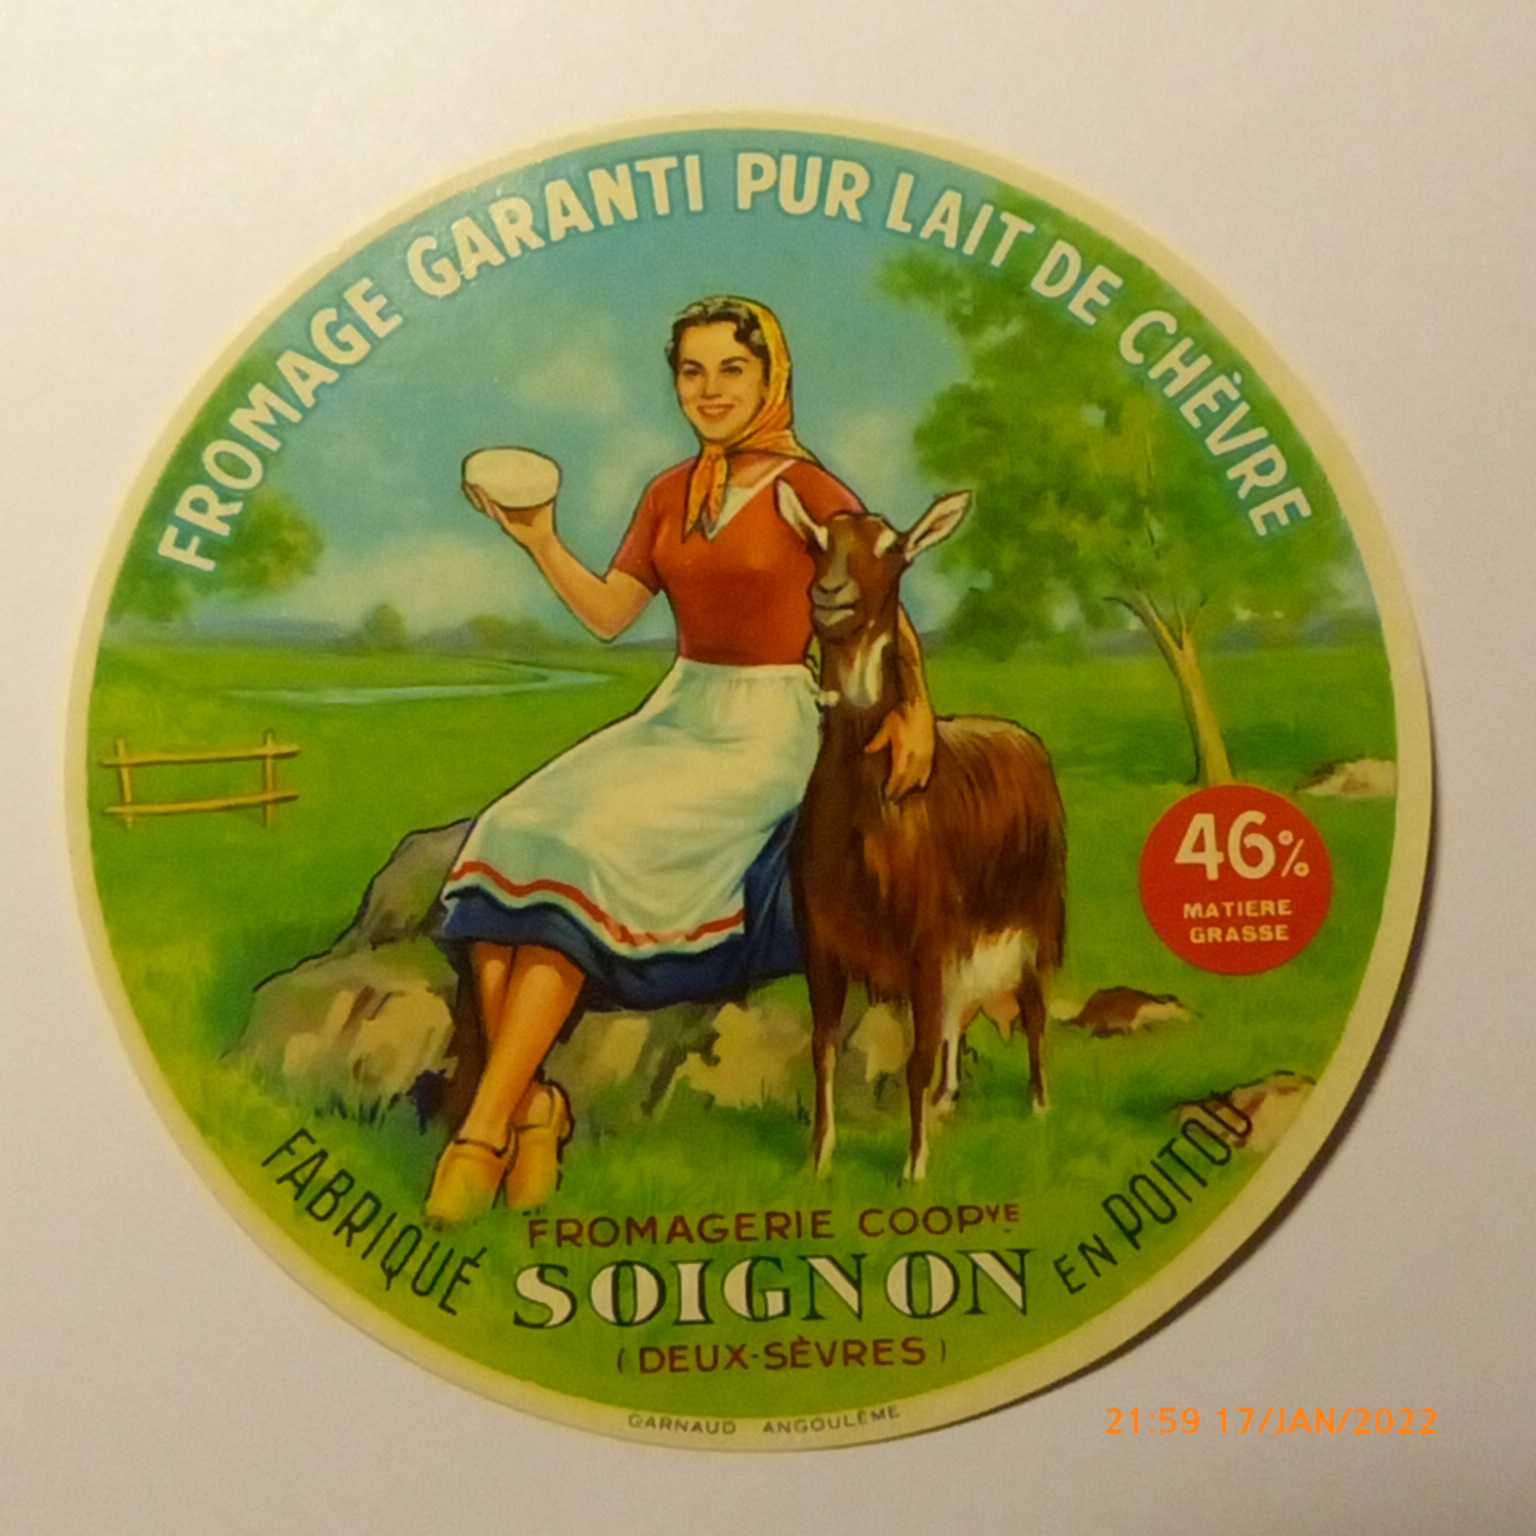 FROMAGE GARANTI PUR LAIT DE CHÈVRE
46%
MATIERE
GRASSE
FABRIQUÉ EN POITOU
FROMAGERIE COOPVE
SOIGNON
(DEUX-SÈVRES)
GARNAUD ANGOULÊME
21:59 17/JAN/2022